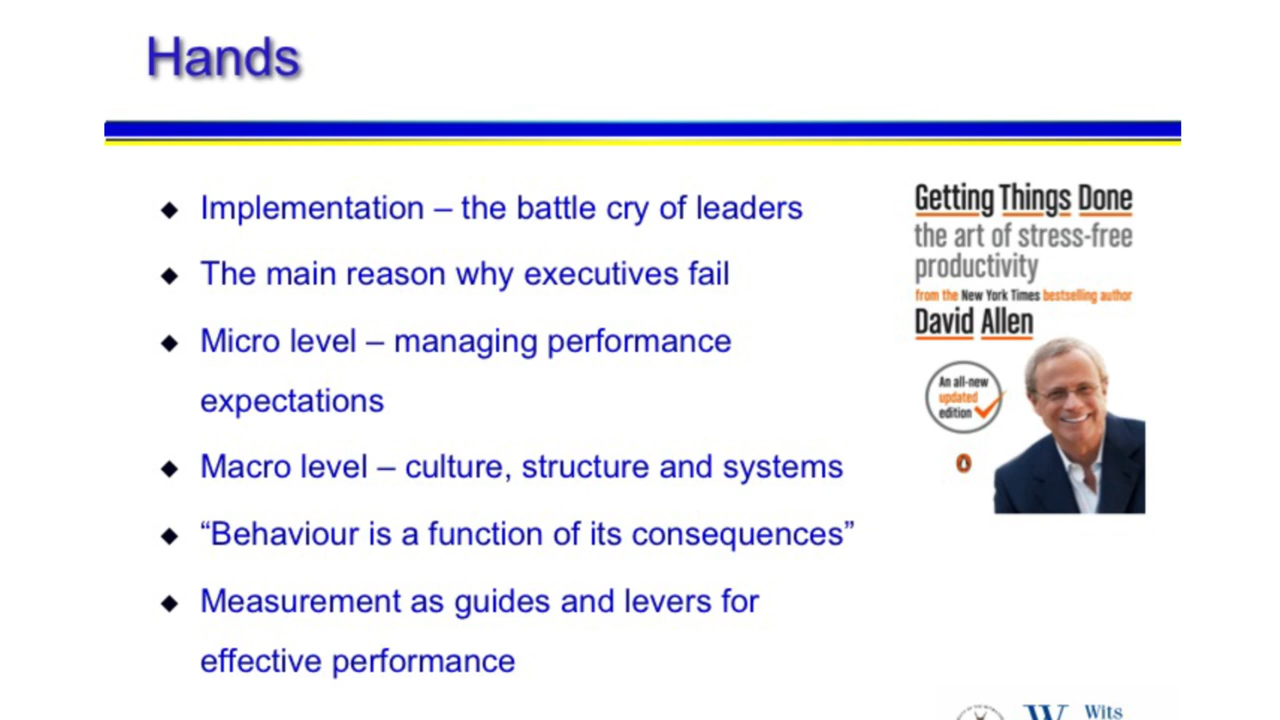 Hands
◆ Implementation – the battle cry of leaders
◆ The main reason why executives fail
◆ Micro level – managing performance
expectations
◆ Macro level – culture, structure and systems
◆ “Behaviour is a function of its consequences”
◆ Measurement as guides and levers for
effective performance
Getting Things Done
the art of stress-free
productivity
from the New York Times bestselling author
David Allen
An all-new
updated
edition
W Wits